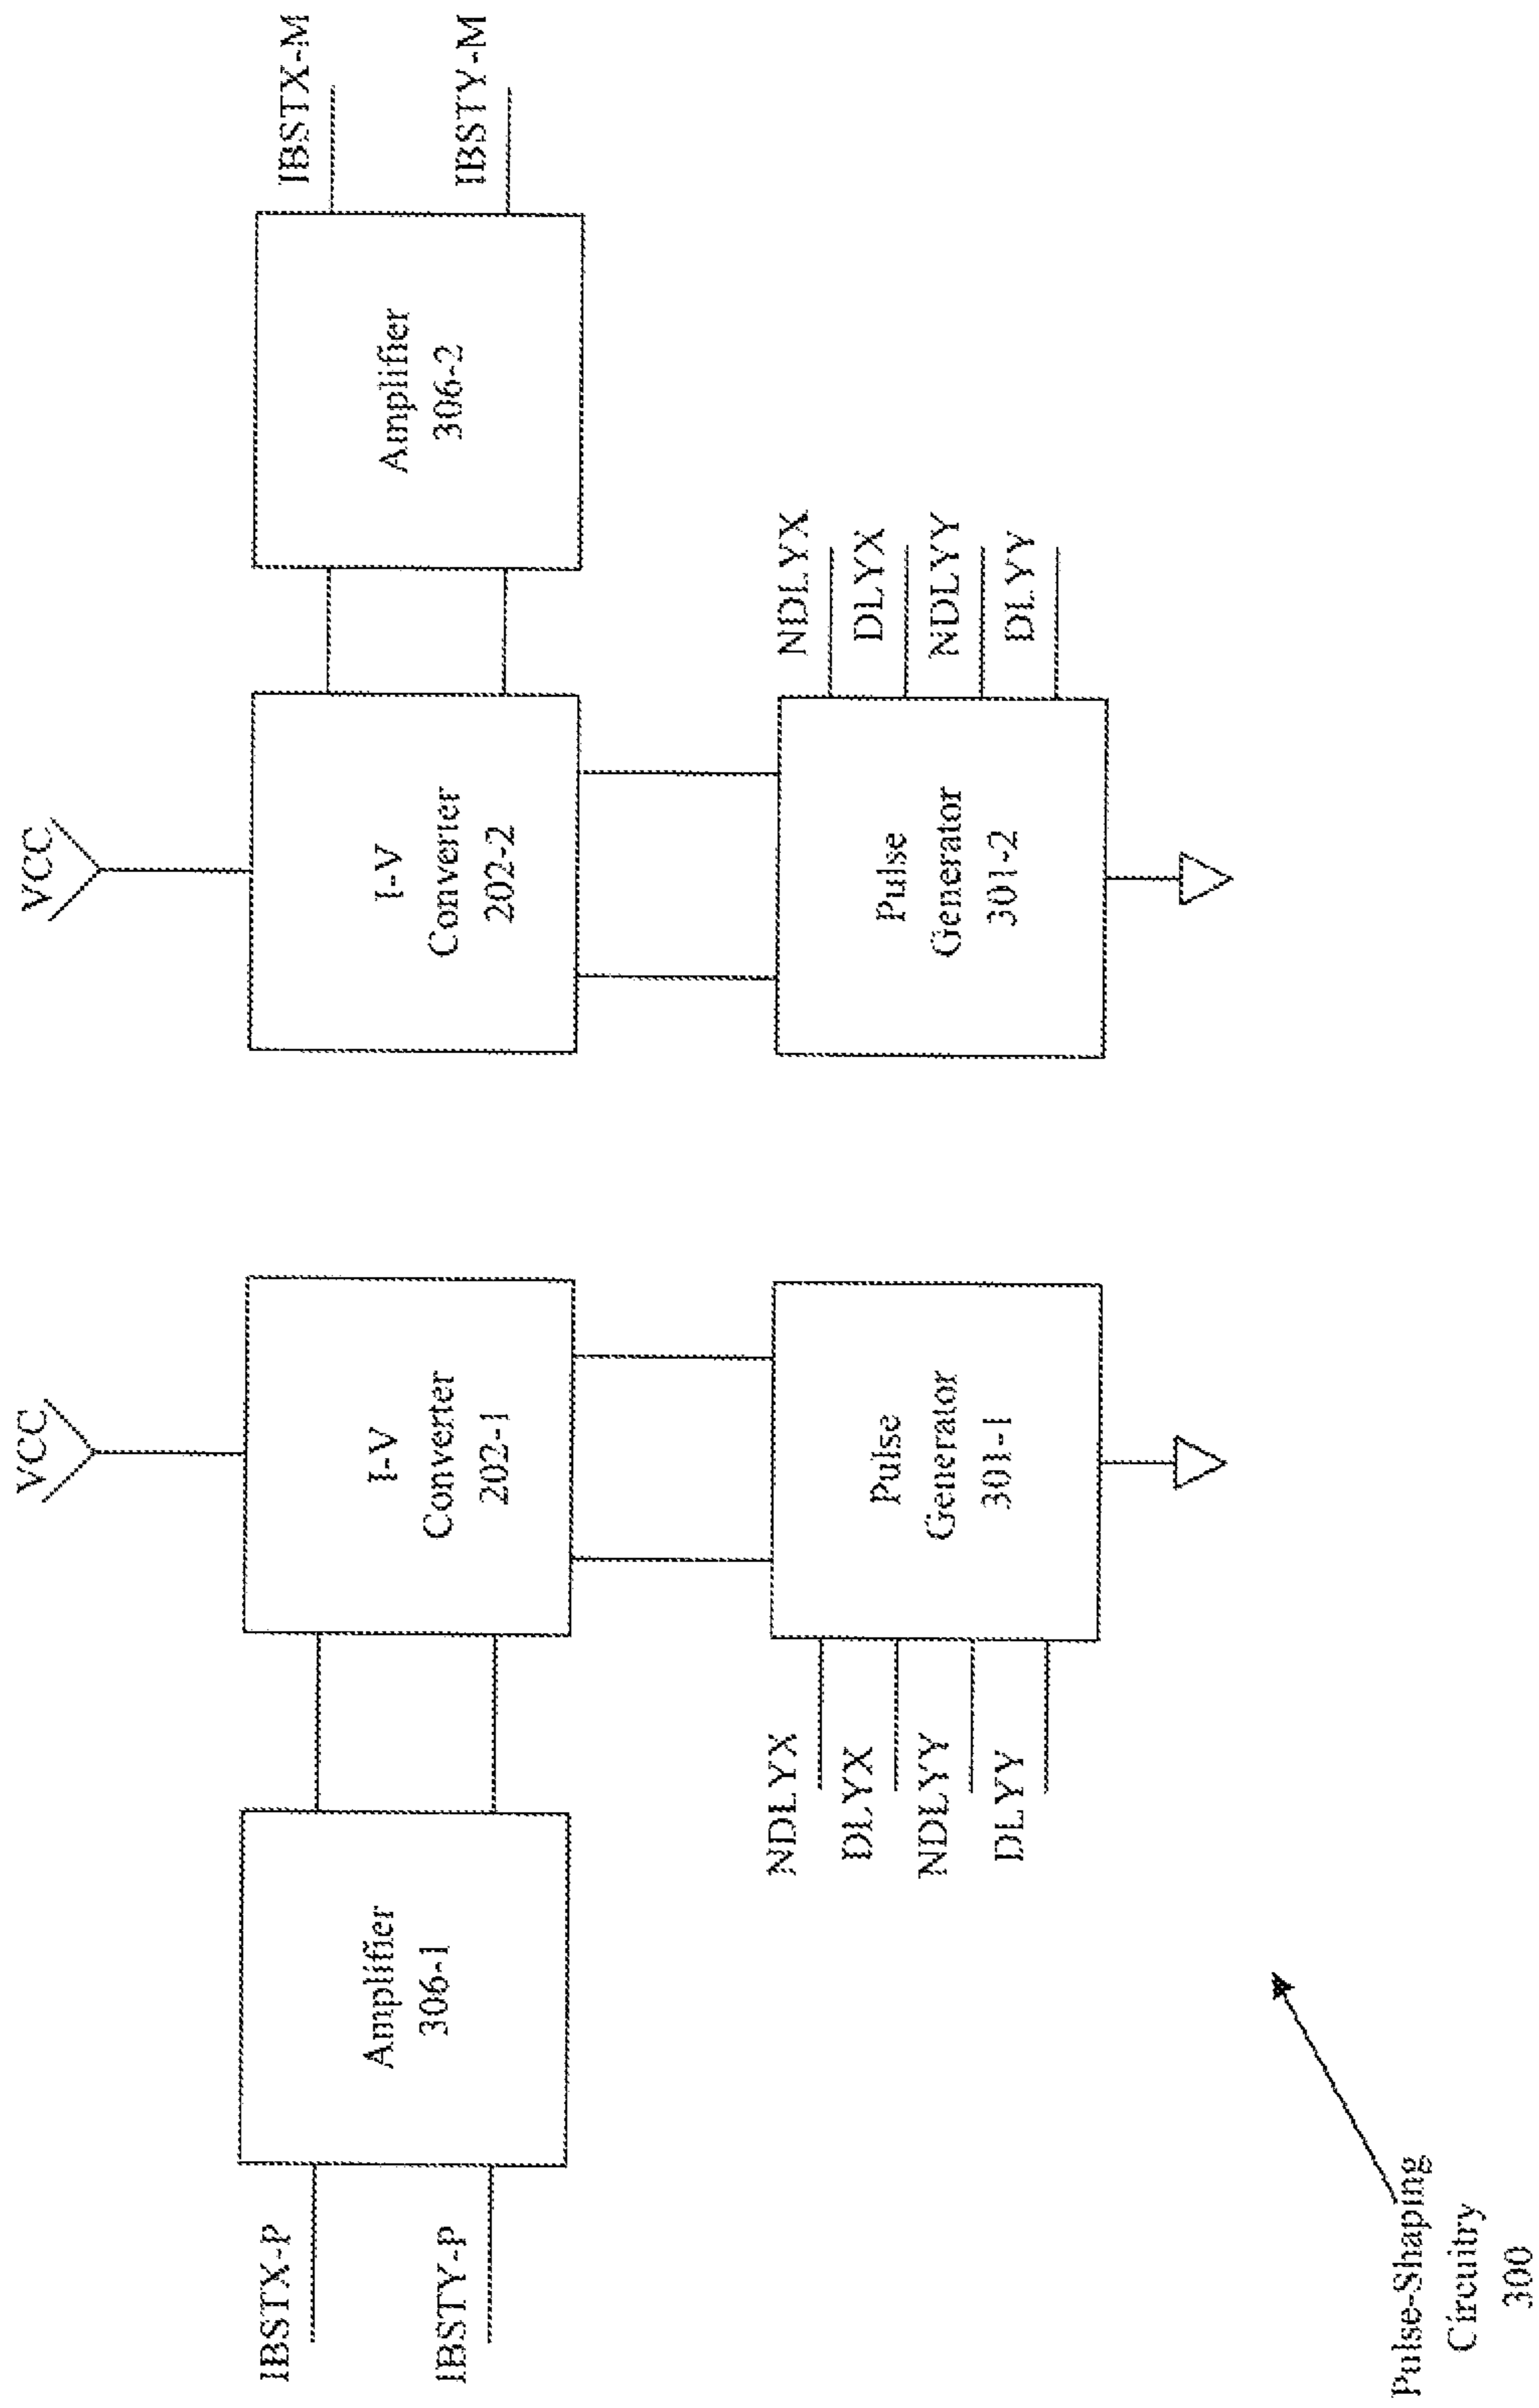 VCC
VCC
IBSTX-P
IBSTY-P
Amplifier
306-1
I-V
Converter
202-1
I-V
Converter
202-2
Amplifier
306-2
IBSTX-M
IBSTY-M
NDLYX
DLYX
NDLYY
DLYY
Pulse
Generator
301-1
Pulse
Generator
301-2
NDLYX
DLYX
NDLYY
DLYY
Pulse-Shaping
Circuitry
300